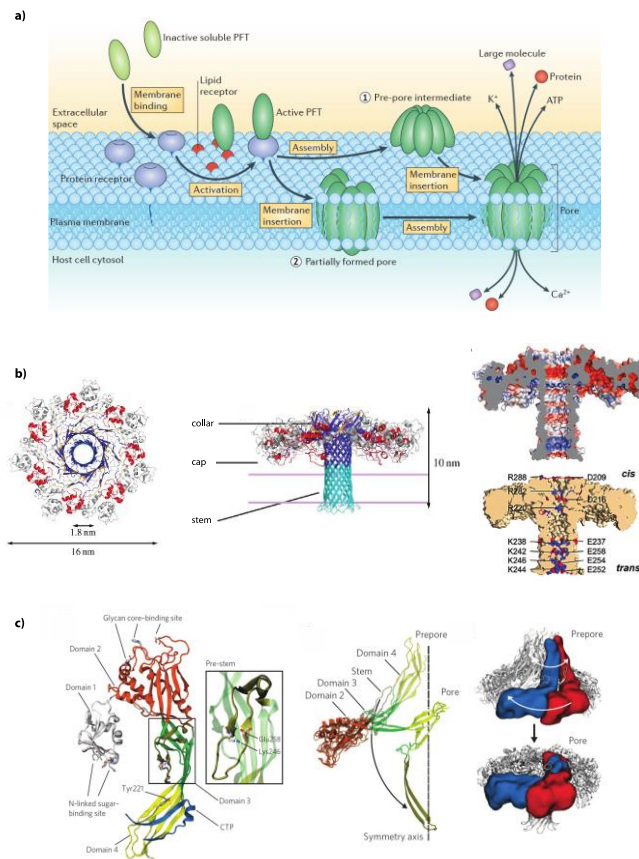 a)
Inactive soluble PFT
Large molecule
Protein
Membrane
binding
Lipid
receptor
Active PFT
1 Pre-pore intermediate
K⁺
ATP
Extracellular
space
Assembly
Protein receptor
Activation
Membrane
insertion
Membrane
insertion
Pore
Plasma membrane
Assembly
2 Partially formed pore
Host cell cytosol
Ca²⁺
b)
collar
cap
stem
10 nm
1.8 nm
16 nm
cis
R288
D209
R282
D216
R220
K238
E237
K242
E258
K246
E254
K244
E252
trans
c)
Glycan core-binding site
Domain 2
Domain 1
Pre-stem
Glu258
Lys246
N-linked sugar-
binding site
Tyr221
Domain 3
CTP
Domain 4
Prepore
Domain 4
Stem
Domain 3
Domain 2
Pore
Symmetry axis
Prepore
Pore